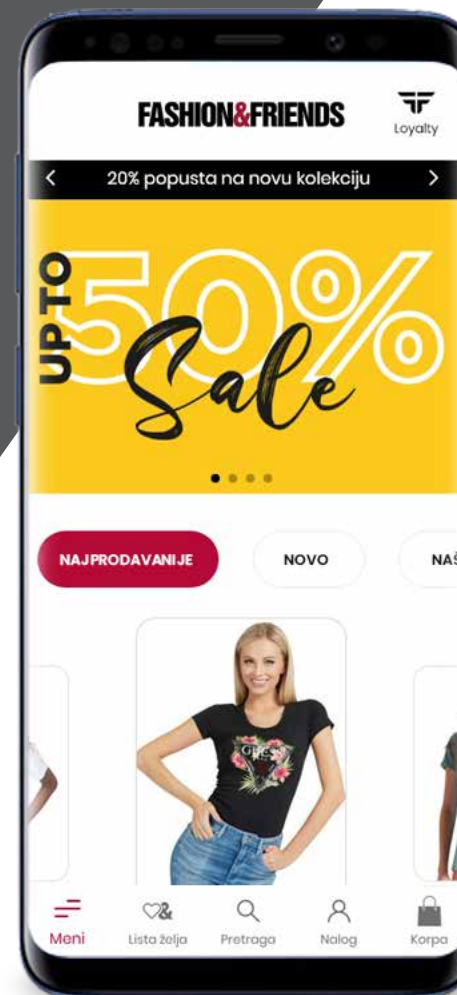 FASHION&FRIENDS
Loyalty
20% popusta na novu kolekciju
UP TO
50%
Sale
NAJPRODAVANIJE
NOVO
NAŠ
GUESS
Meni
Lista želja
Pretraga
Nalog
Korpa